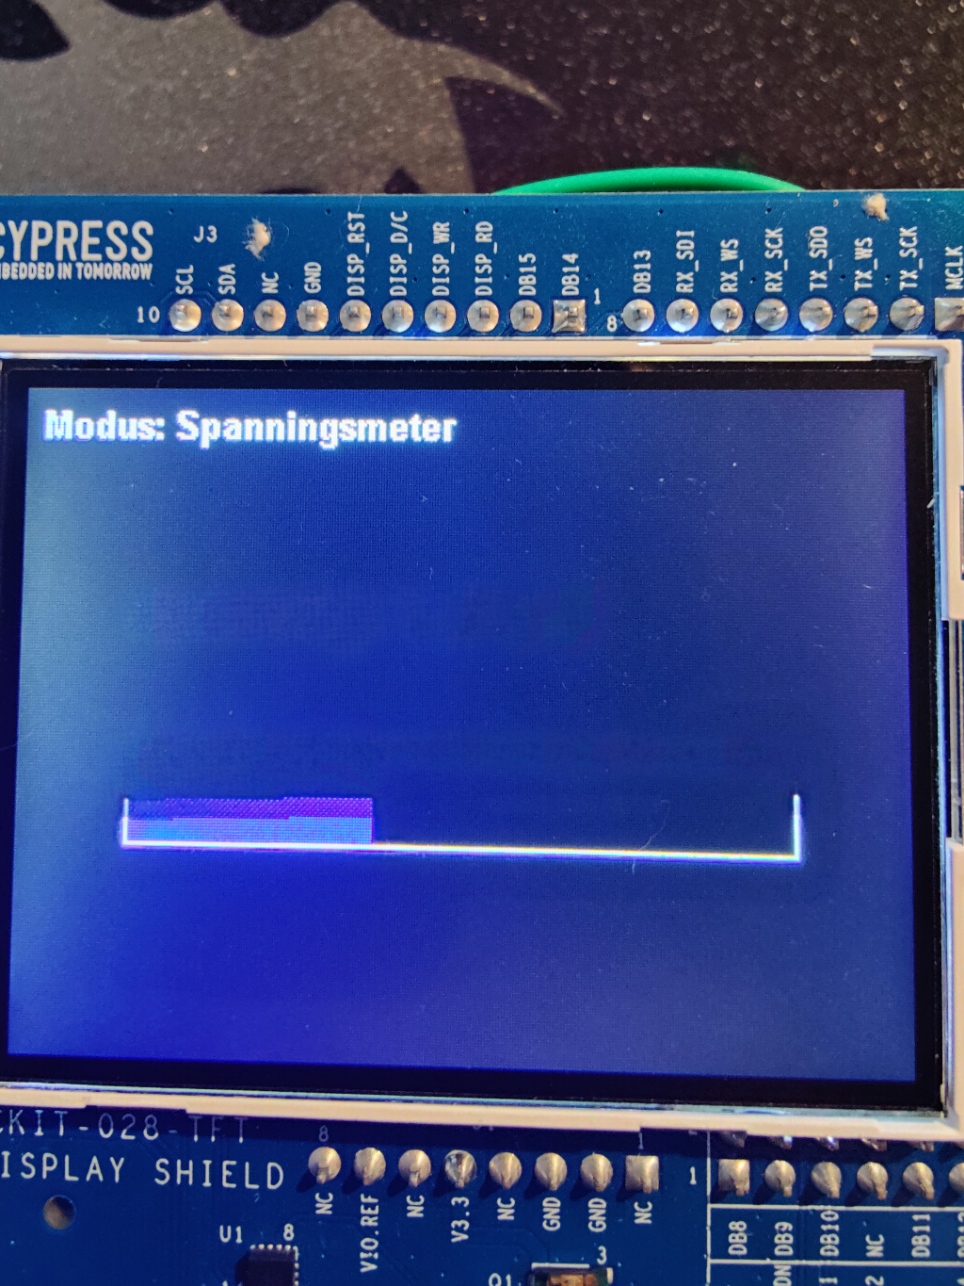 CYPRESS
EMBEDDED IN TOMORROW
J3
SCL
SDA
NC
GND
DISP_RST
DISP_D/C
DISP_WR
DISP_RD
DB15
DB14
DB13
RX_SDI
RX_WS
RX_SCK
TX_SDO
TX_WS
TX_SCK
MCLK
10
1
8
Modus: Spanningsmeter
CKIT-028-TFT
DISPLAY SHIELD
8
1
NC
VIO.REF
NC
V3.3
NC
GND
GND
NC
1
DB8
DB9
DB10
NC
DB11
U1
8
3
Q1